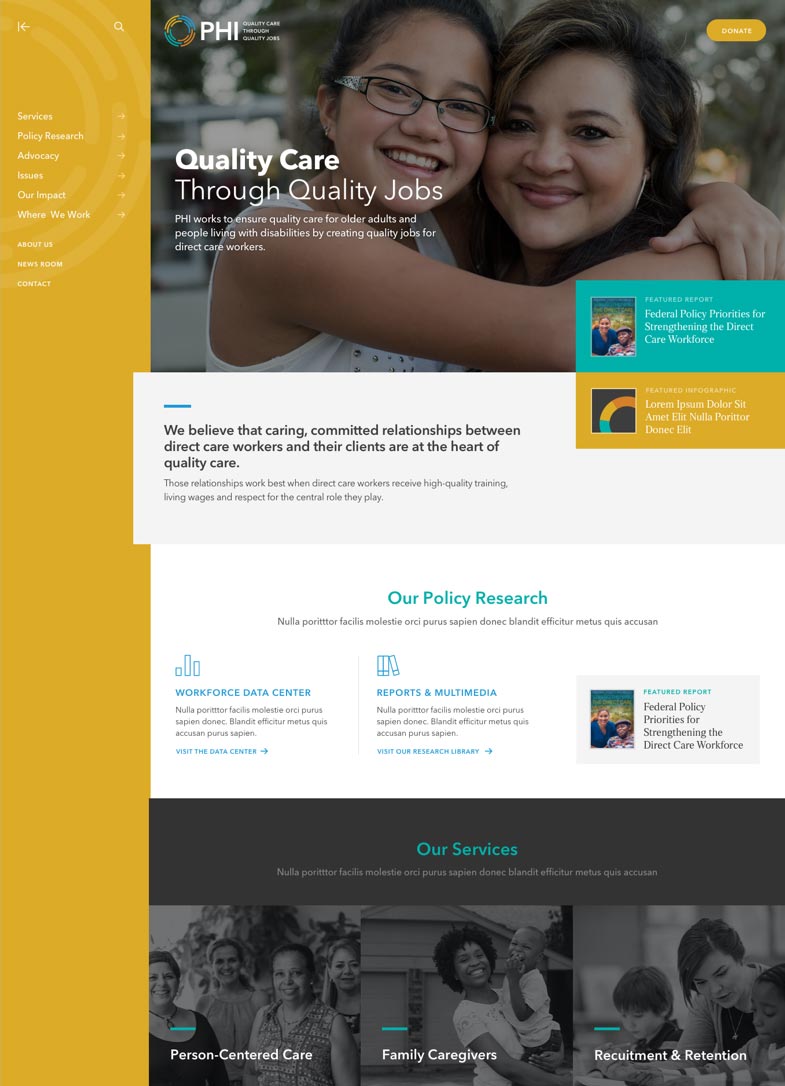 PHI
QUALITY CARE
THROUGH
QUALITY JOBS
DONATE
Services
Policy Research
Advocacy
Issues
Our Impact
Where We Work
ABOUT US
NEWS ROOM
CONTACT
Quality Care
Through Quality Jobs
PHI works to ensure quality care for older adults and
people living with disabilities by creating quality jobs for
direct care workers.
FEATURED REPORT
Federal Policy Priorities for
Strengthening the Direct
Care Workforce
FEATURED INFOGRAPHIC
Lorem Ipsum Dolor Sit
Amet Elit Nulla Porittor
Donec Elit
We believe that caring, committed relationships between
direct care workers and their clients are at the heart of
quality care.
Those relationships work best when direct care workers receive high-quality training,
living wages and respect for the central role they play.
Our Policy Research
Nulla poritttor facilis molestie orci purus sapien donec blandit efficitur metus quis accusan
WORKFORCE DATA CENTER
Nulla poritttor facilis molestie orci purus
sapien donec. Blandit efficitur metus quis
accusan purus sapien.
VISIT THE DATA CENTER
REPORTS & MULTIMEDIA
Nulla poritttor facilis molestie orci purus
sapien donec. Blandit efficitur metus quis
accusan purus sapien.
VISIT OUR RESEARCH LIBRARY
FEATURED REPORT
Federal Policy
Priorities for
Strengthening the
Direct Care Workforce
Our Services
Nulla poritttor facilis molestie orci purus sapien donec blandit efficitur metus quis accusan
Person-Centered Care
Family Caregivers
Recuitment & Retention